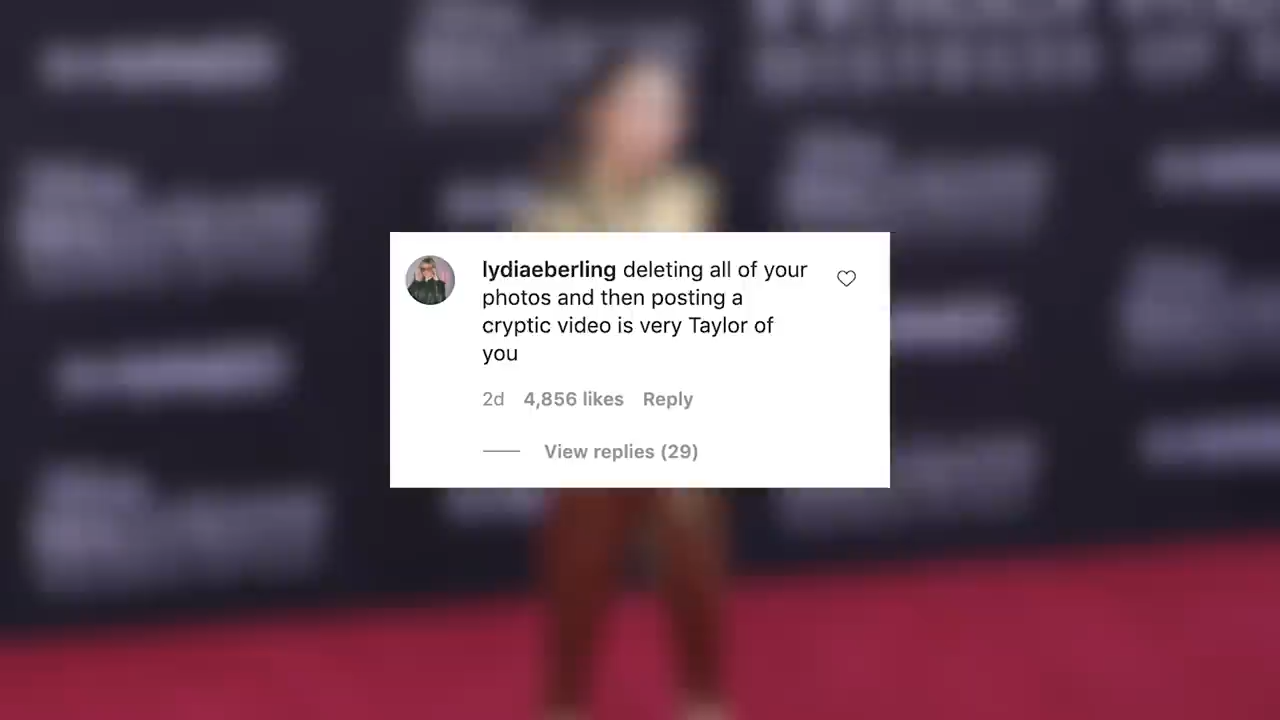 lydiaeberling deleting all of your
photos and then posting a
cryptic video is very Taylor of
you
2d 4,856 likes Reply
View replies (29)